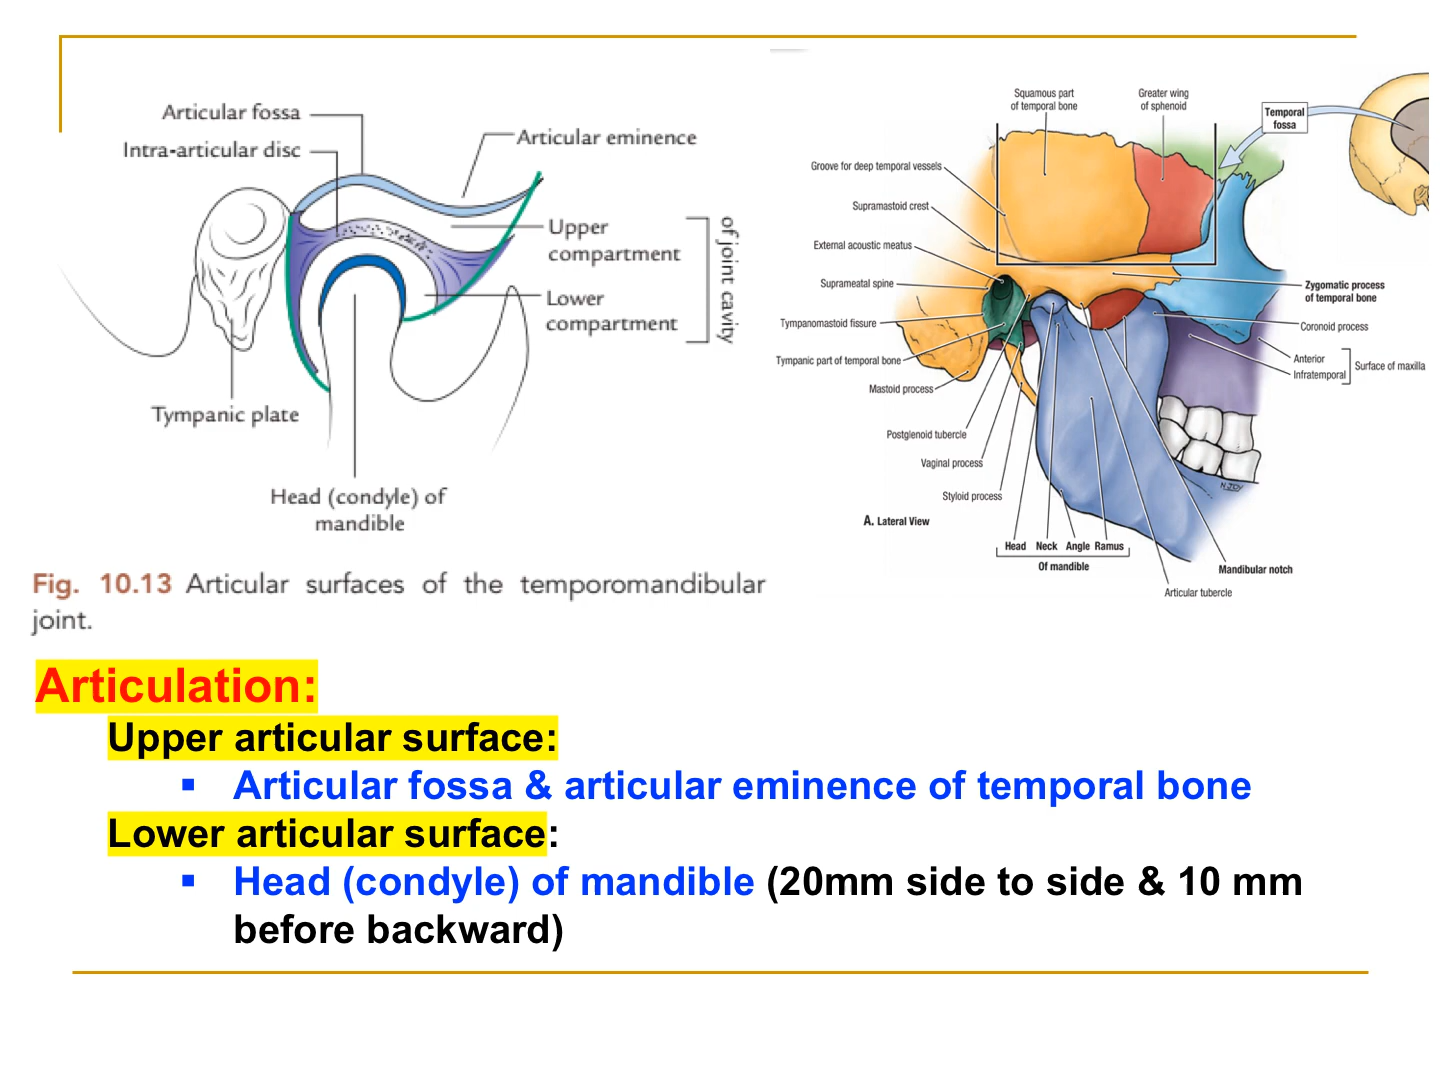 Articular fossa
Intra-articular disc
Articular eminence
Upper
compartment
Lower
compartment
of joint cavity
Tympanic plate
Head (condyle) of
mandible
Fig. 10.13 Articular surfaces of the temporomandibular
joint.
Squamous part
of temporal bone
Greater wing
of sphenoid
Temporal
fossa
Groove for deep temporal vessels
Supramastoid crest
External acoustic meatus
Suprameatal spine
Tympanomastoid fissure
Tympanic part of temporal bone
Mastoid process
Postglenoid tubercle
Vaginal process
Styloid process
Zygomatic process
of temporal bone
Coronoid process
Anterior
Infratemporal
Surface of maxilla
A. Lateral View
Head Neck Angle Ramus
Of mandible
Mandibular notch
Articular tubercle
Articulation:
Upper articular surface:
▪ Articular fossa & articular eminence of temporal bone
Lower articular surface:
▪ Head (condyle) of mandible (20mm side to side & 10 mm
before backward)